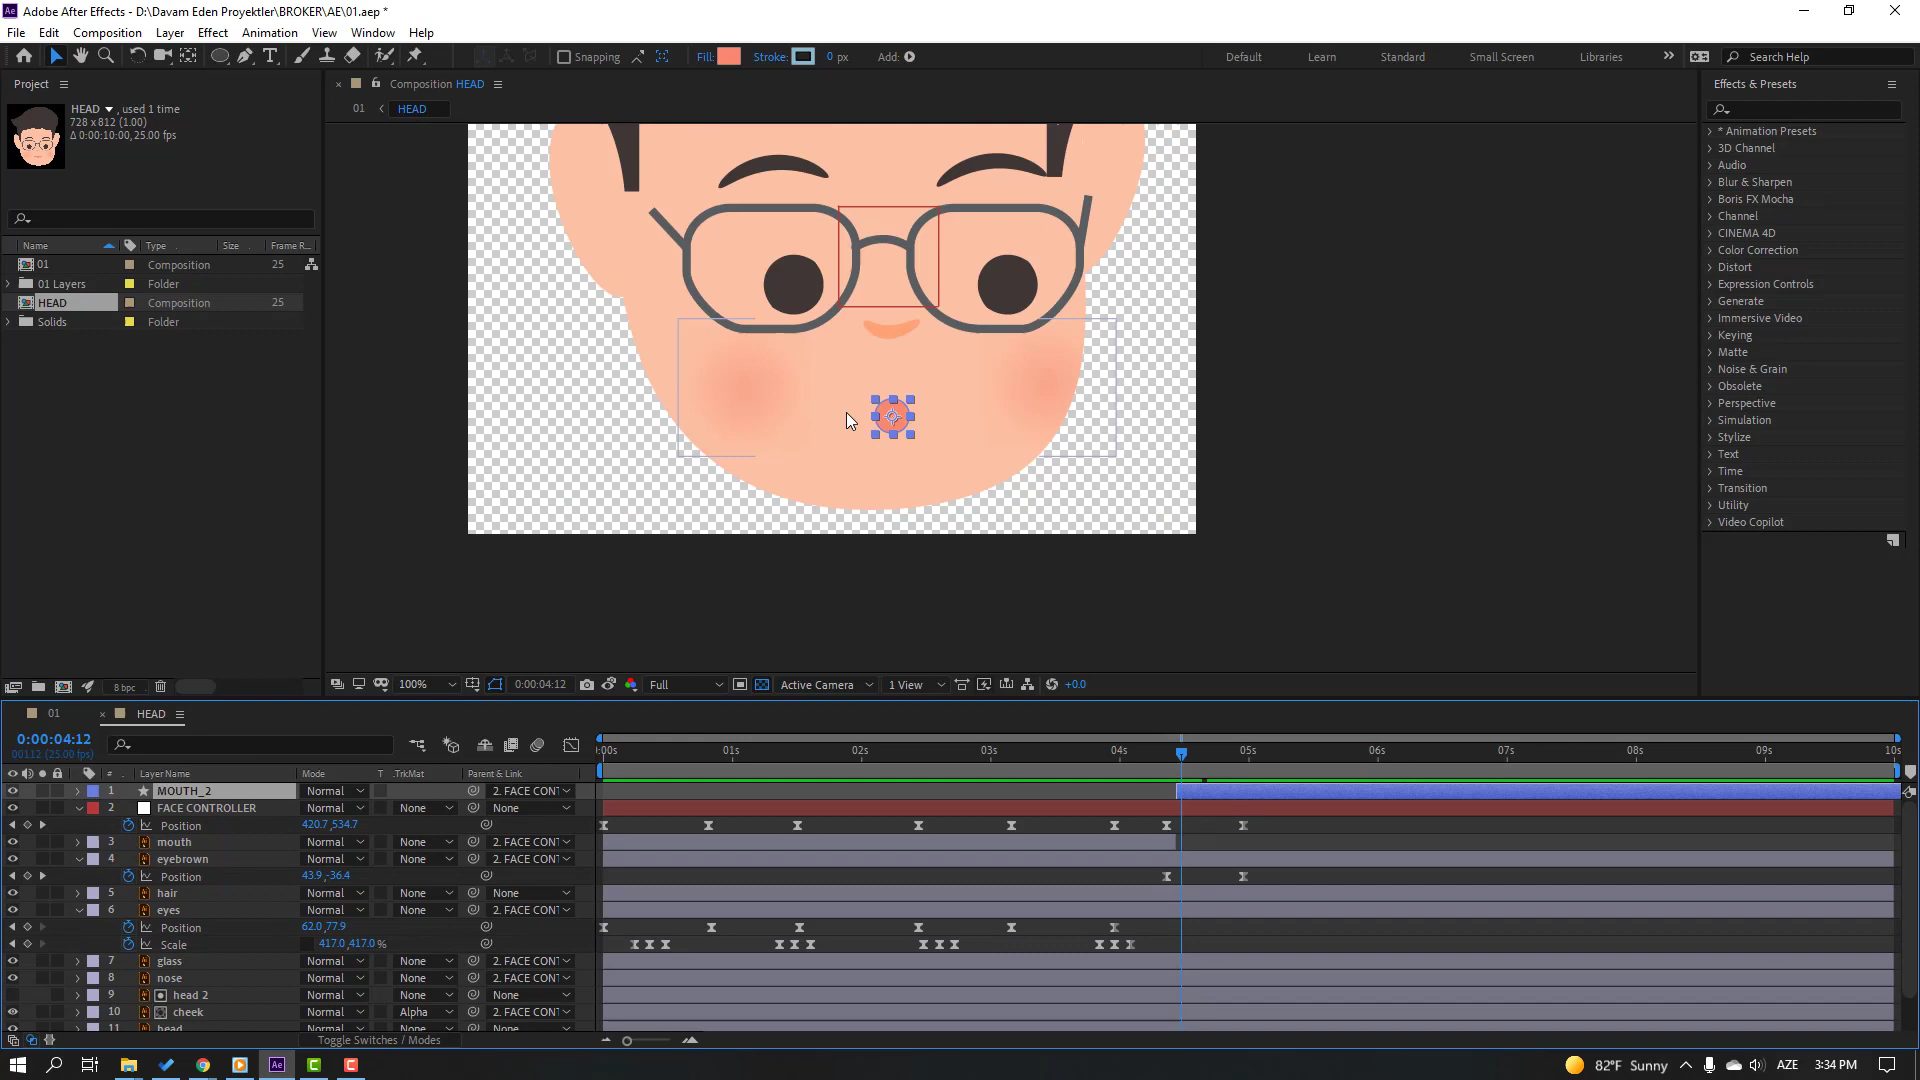 Adobe After Effects - D:\Davam Eden Proyektler\BROKER\AE\01.aep *
File Edit Composition Layer Effect Animation View Window Help
Snapping Fill: Stroke: 0 px Add: Default Learn Standard Small Screen Libraries Search Help
Project Composition HEAD Effects & Presets
HEAD , used 1 time
728 x 812 (1.00)
Δ 0:00:10:00, 25.00 fps
01 HEAD
Name Type Size Frame R...
01 Composition 25
01 Layers Folder
HEAD Composition 25
Solids Folder
* Animation Presets
3D Channel
Audio
Blur & Sharpen
Boris FX Mocha
Channel
CINEMA 4D
Color Correction
Distort
Expression Controls
Generate
Immersive Video
Keying
Matte
Noise & Grain
Obsolete
Perspective
Simulation
Stylize
Text
Time
Transition
Utility
Video Copilot
8 bpc 100% 0:00:04:12 Full Active Camera 1 View +0.0
01 HEAD
0:00:04:12
00112 (25.00 fps)
:00s 01s 02s 03s 04s 05s 06s 07s 08s 09s 10s
# Layer Name Mode T .TrkMat Parent & Link
1 MOUTH_2 Normal 2. FACE CONT
2 FACE CONTROLLER Normal None None
Position 420.7,534.7
3 mouth Normal None 2. FACE CONT
4 eyebrown Normal None 2. FACE CONT
Position 43.9,-36.4
5 hair Normal None None
6 eyes Normal None 2. FACE CONT
Position 62.0,77.9
Scale 417.0,417.0 %
7 glass Normal None 2. FACE CONT
8 nose Normal None 2. FACE CONT
9 head 2 Normal None None
10 cheek Normal Alpha 2. FACE CONT
11 head Normal None None
Toggle Switches / Modes
82°F Sunny AZE 3:34 PM